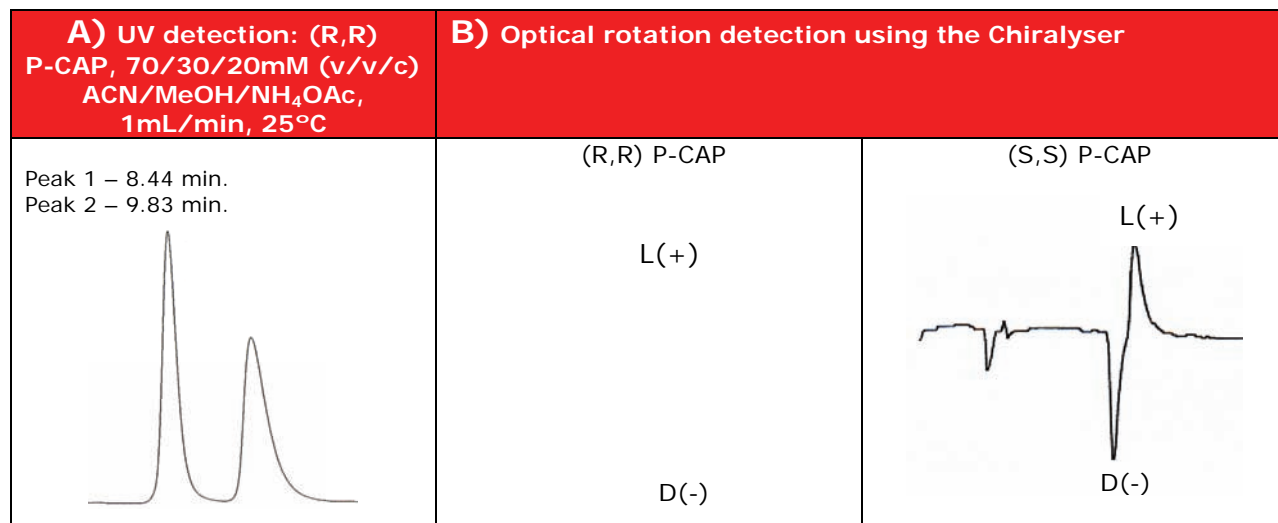 A) UV detection: (R,R)
P-CAP, 70/30/20mM (v/v/c)
ACN/MeOH/NH₄OAc,
1mL/min, 25ºC
B) Optical rotation detection using the Chiralyser
Peak 1 – 8.44 min.
Peak 2 – 9.83 min.
(R,R) P-CAP
L(+)
D(-)
(S,S) P-CAP
L(+)
D(-)